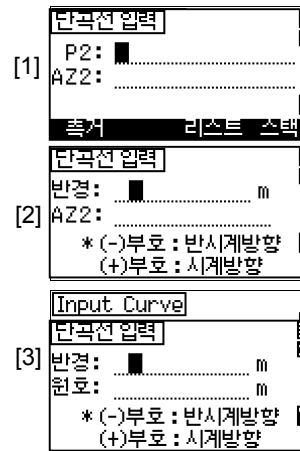 단곡선 입력
[1]
P2:
AZ2:
측거 리스트 스택
단곡선 입력
[2]
반경: m
AZ2:
*(-)부호 : 반시계방향
(+)부호 : 시계방향
Input Curve
단곡선 입력
[3]
반경: m
원호: m
*(-)부호 : 반시계방향
(+)부호 : 시계방향